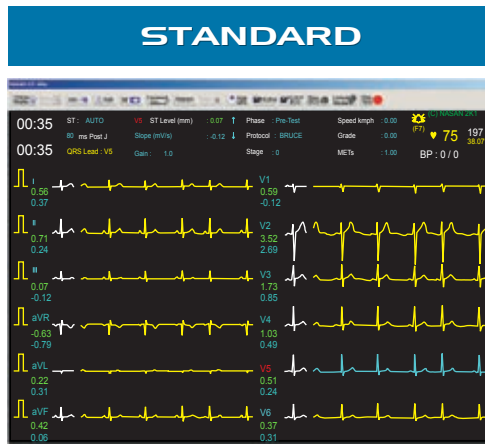 STANDARD
(C) NASAN 2K1
00:35 ST : AUTO V5 ST Level (mm) : 0.07 ↑ Phase : Pre-Test Speed kmph : 0.00 (F7) ♥ 75 197
80 ms Post J Slope (mV/s) : -0.12 ↓ Protocol : BRUCE Grade : 0.00 38.07
00:35 QRS Lead : V5 Gain : 1.0 Stage : 0 METs : 1.00 BP : 0 / 0
I V1
0.56 0.59
0.37 -0.12
II V2
0.71 3.52
0.24 2.69
III V3
0.07 1.73
-0.12 0.85
aVR V4
-0.63 1.03
-0.79 0.49
aVL V5
0.22 0.51
0.31 0.24
aVF V6
0.42 0.37
0.06 0.31